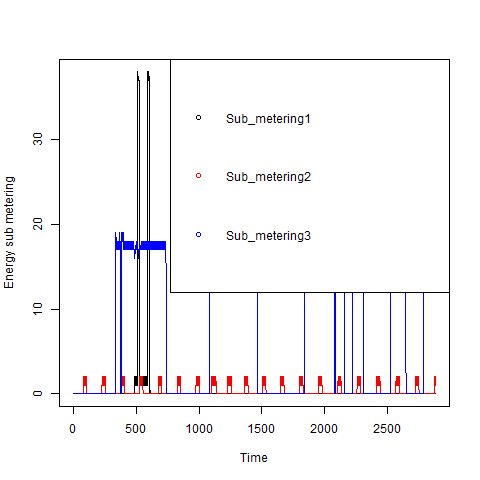 Sub_metering1
Sub_metering2
Sub_metering3
Energy sub metering
30
20
10
0
0 500 1000 1500 2000 2500
Time